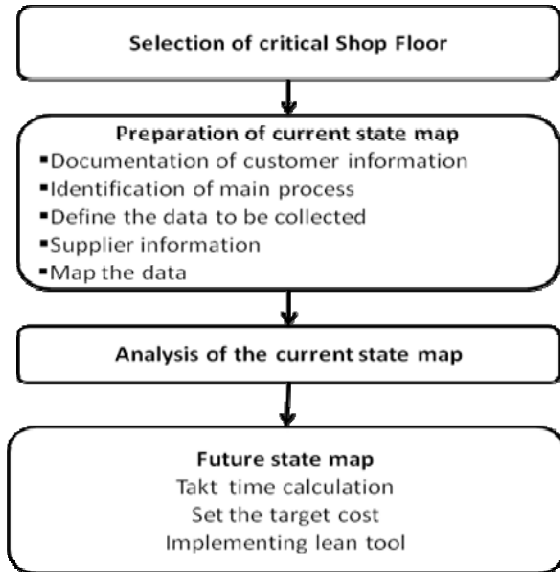 Selection of critical Shop Floor
Preparation of current state map
▪Documentation of customer information
▪Identification of main process
▪Define the data to be collected
▪Supplier information
▪Map the data
Analysis of the current state map
Future state map
Takt time calculation
Set the target cost
Implementing lean tool